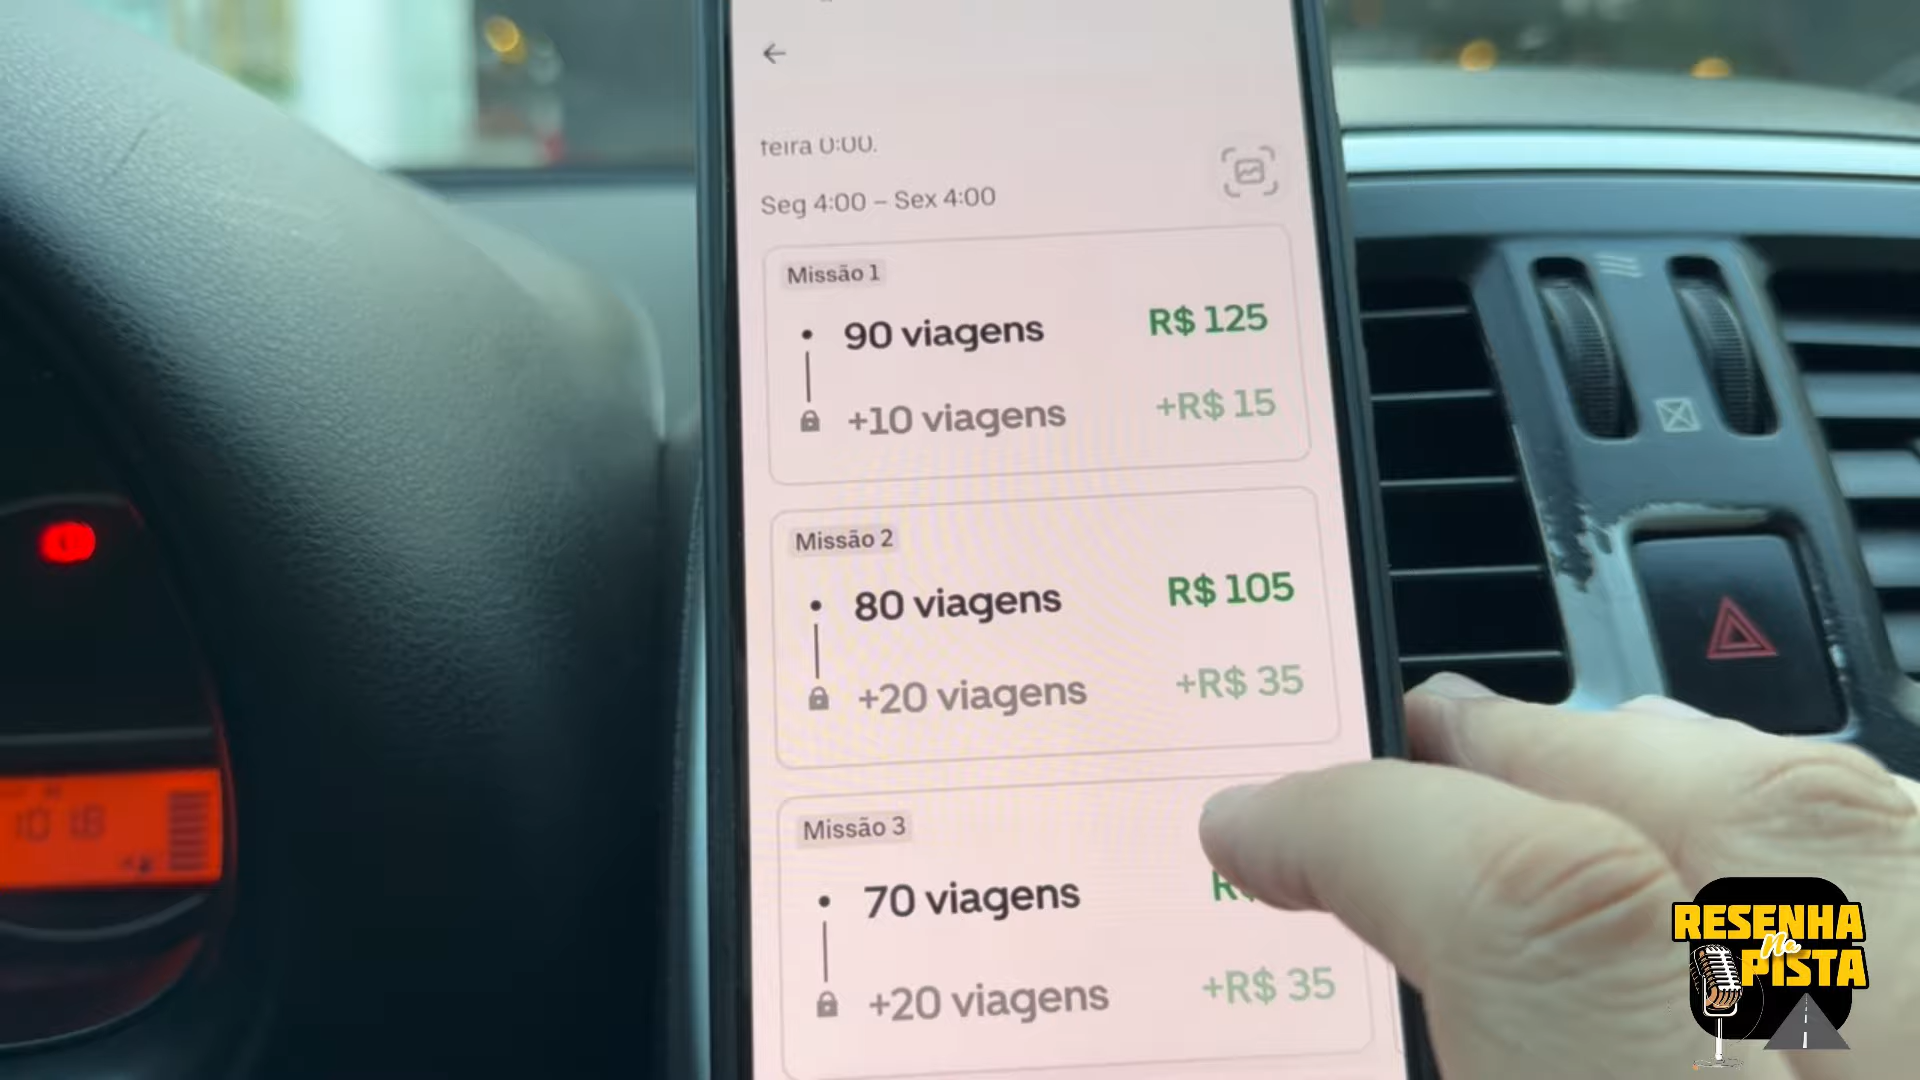 feira 0:00.
Seg 4:00 – Sex 4:00
Missão 1
90 viagens R$ 125
+10 viagens +R$ 15
Missão 2
80 viagens R$ 105
+20 viagens +R$ 35
Missão 3
70 viagens
+20 viagens +R$ 35
RESENHA
Na
PISTA